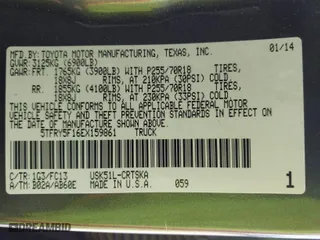 MFD. BY: TOYOTA MOTOR MANUFACTURING, TEXAS, INC.
GVWR: 3125KG (6900LB) 01/14
GAWR: FRT. 1765KG (3900LB) WITH P255/70R18 TIRES,
18X8J RIMS, AT 210KPA (30PSI) COLD
RR. 1855KG (4100LB) WITH P255/70R18 TIRES,
18X8J RIMS, AT 230KPA (33PSI) COLD
THIS VEHICLE CONFORMS TO ALL APPLICABLE FEDERAL MOTOR VEHICLE SAFETY AND THEFT PREVENTION STANDARDS IN EFFECT ON THE DATE OF MANUFACTURE SHOWN ABOVE.
5TFRY5F16EX159861 TRUCK
C/TR: 1G3/FC13 USK51L-CRTSKA
A/TM: B02A/AB60E MADE IN U.S.A. 059
1
STOREAMBID